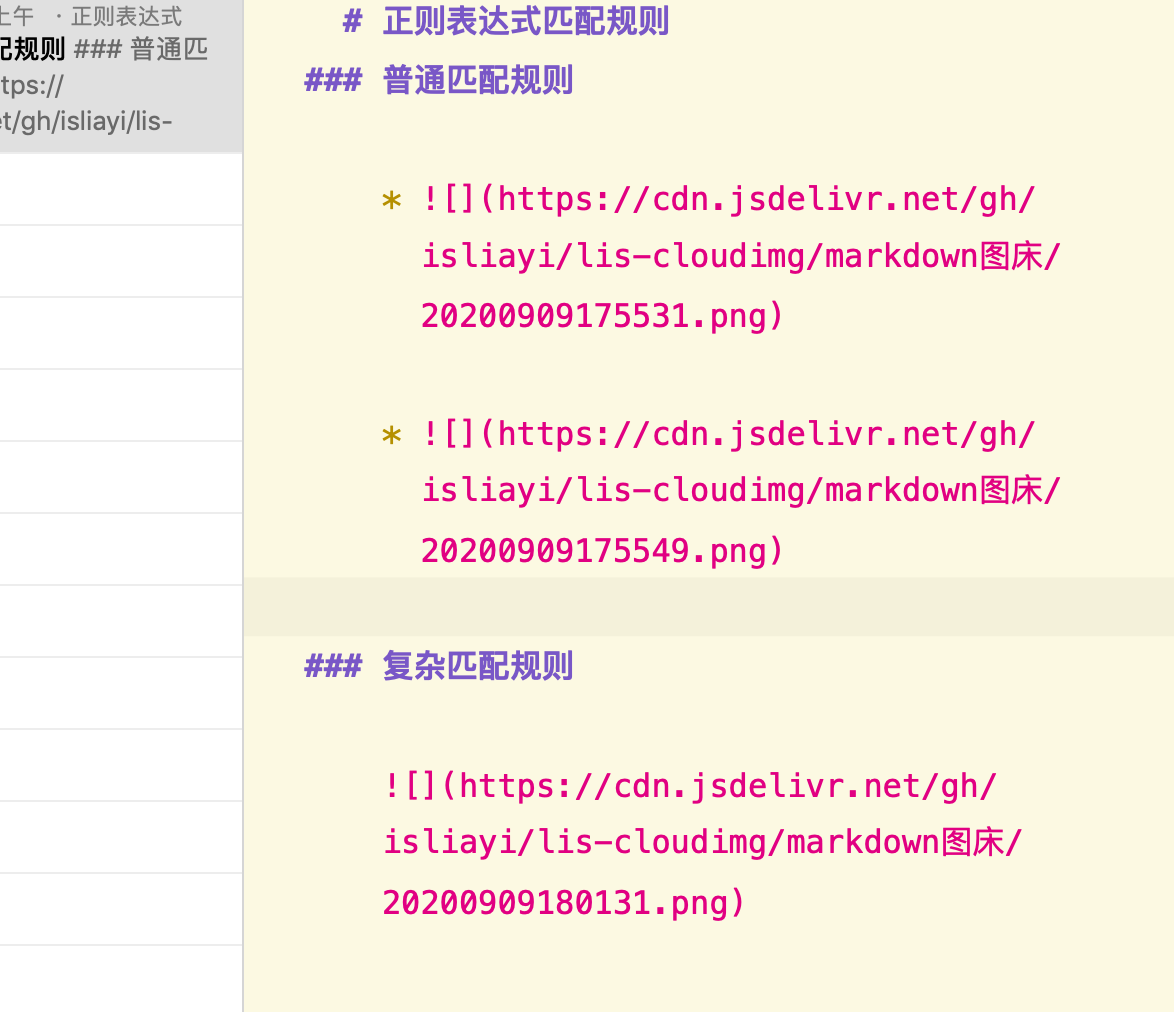 上午 · 正则表达式
配规则 ### 普通匹
tps://
et/gh/isliayi/lis-
# 正则表达式匹配规则
### 普通匹配规则
* ![](https://cdn.jsdelivr.net/gh/
isliayi/lis-cloudimg/markdown图床/
20200909175531.png)
* ![](https://cdn.jsdelivr.net/gh/
isliayi/lis-cloudimg/markdown图床/
20200909175549.png)
### 复杂匹配规则
![](https://cdn.jsdelivr.net/gh/
isliayi/lis-cloudimg/markdown图床/
20200909180131.png)